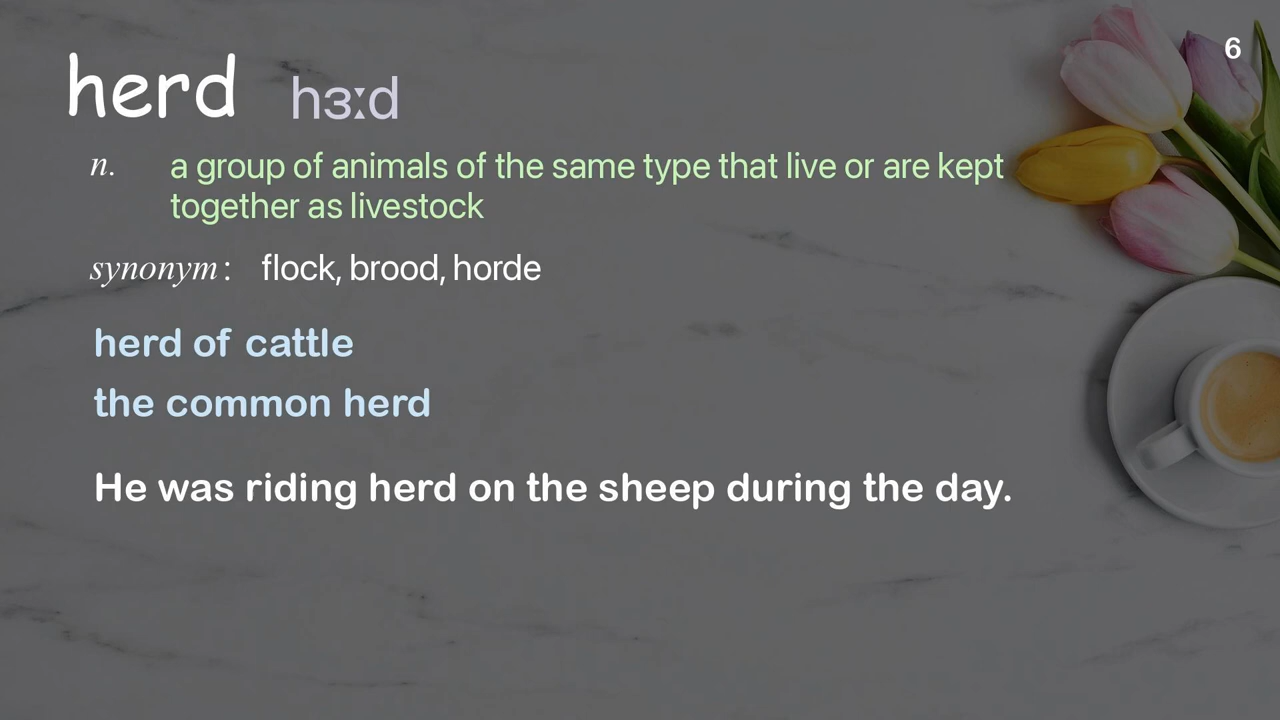 6
herd hɜːd
n. a group of animals of the same type that live or are kept
together as livestock
synonym: flock, brood, horde
herd of cattle
the common herd
He was riding herd on the sheep during the day.